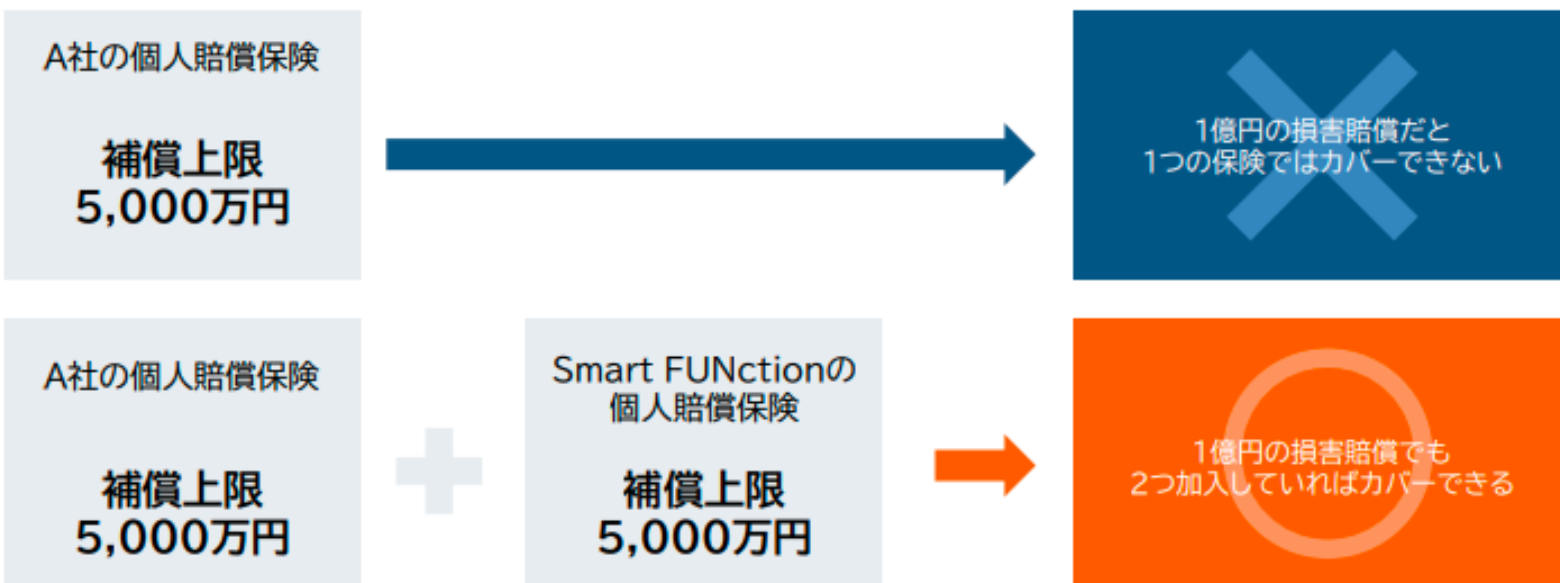 A社の個人賠償保険
補償上限
5,000万円
1億円の損害賠償だと
1つの保険ではカバーできない
A社の個人賠償保険
補償上限
5,000万円
Smart FUNctionの
個人賠償保険
補償上限
5,000万円
1億円の損害賠償でも
2つ加入していればカバーできる